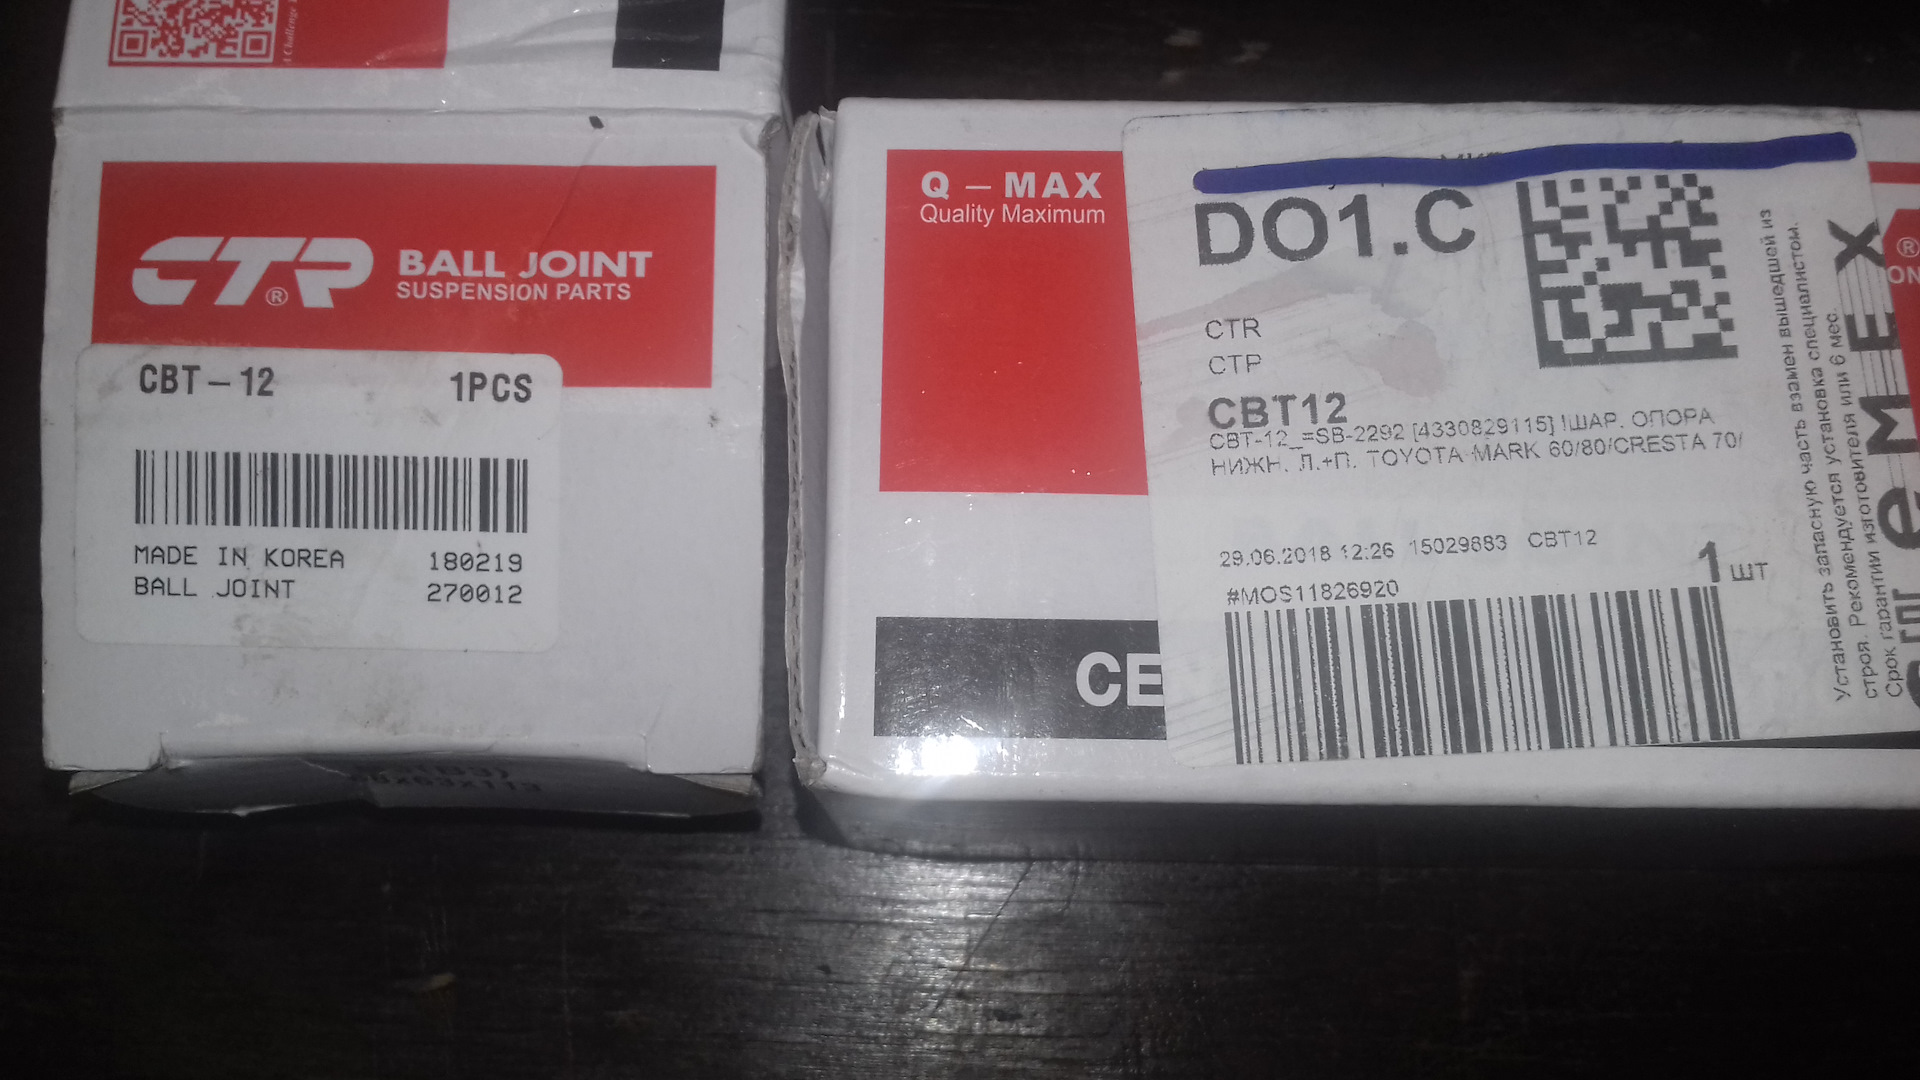 CTR
®
BALL JOINT
SUSPENSION PARTS
CBT-12 1PCS
MADE IN KOREA 180219
BALL JOINT 270012
Q-MAX
Quality Maximum
CE
DO1.C
CTR
CTP
CBT12
CBT-12_=SB-2292 [4330829115] !ШАР. ОПОРА
НИЖН. Л.+П. TOYOTA MARK 60/80/CRESTA 70/
29.06.2018 12:26 15029683 CBT12
1 шт
#MOS11826920
Установить запасную часть взамен вышедшей из
строя. Рекомендуется установка специалистом.
Срок гарантии изготовителя или 6 мес.
®
ON